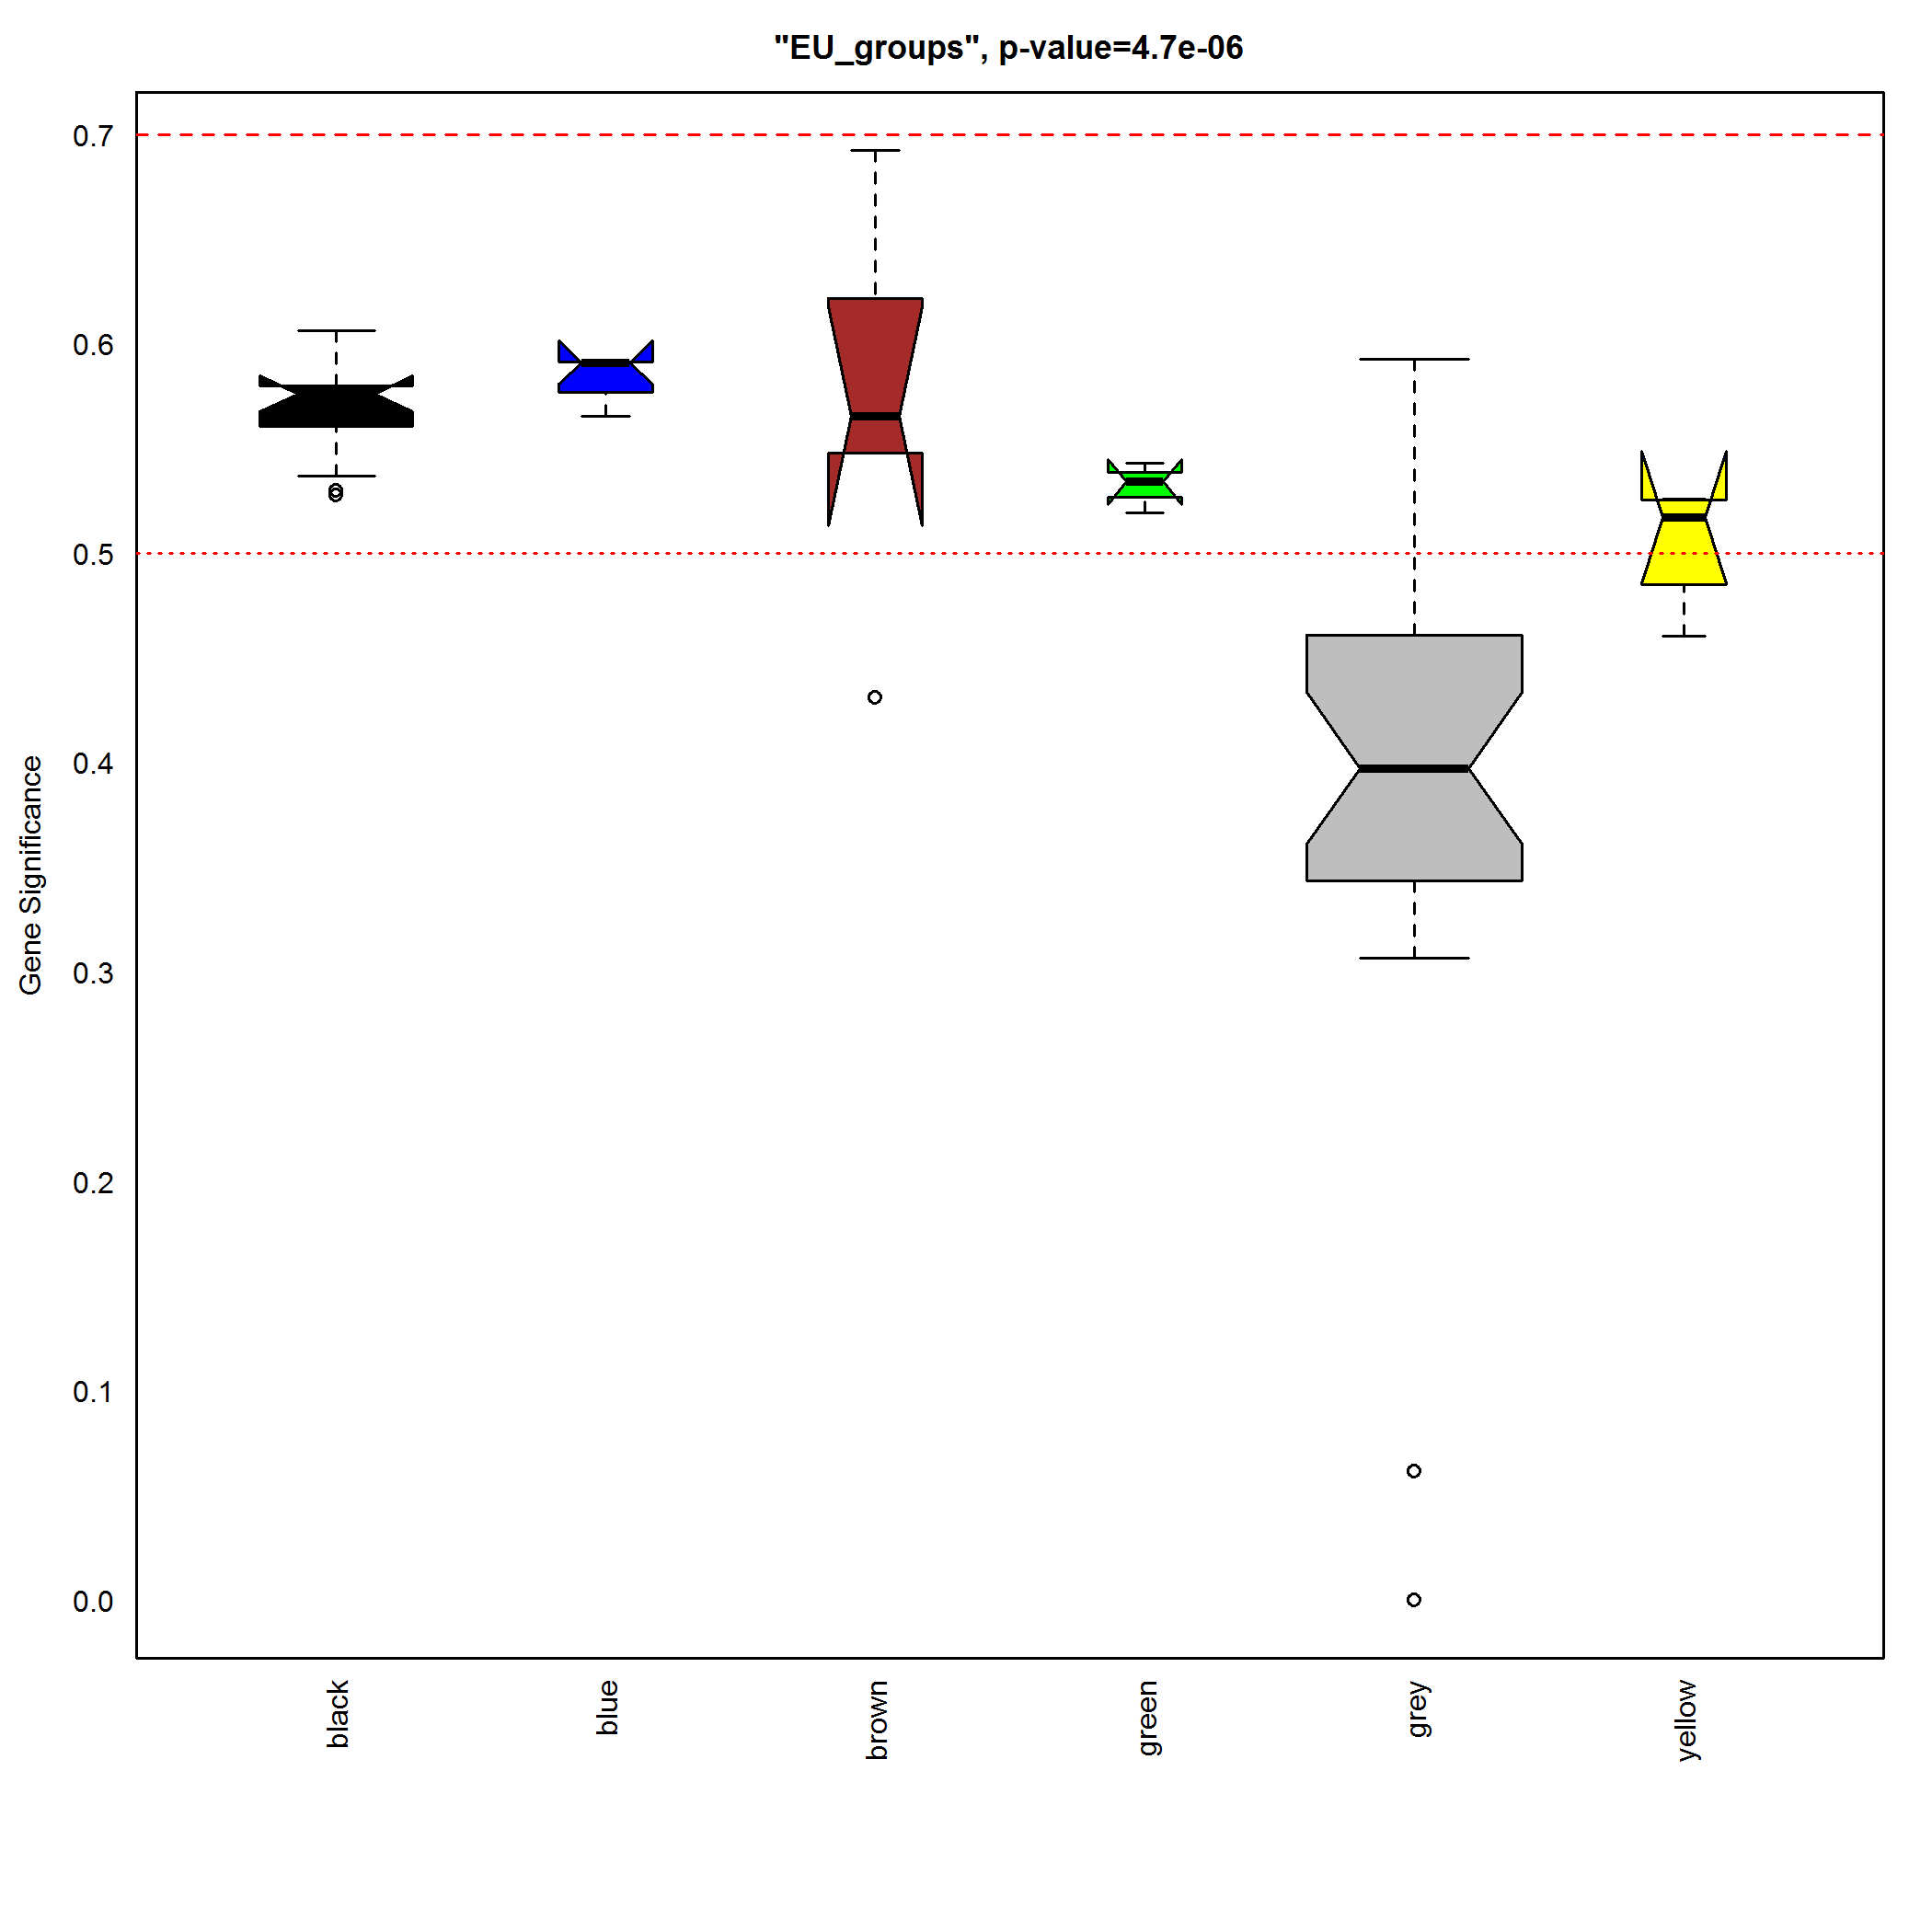 "EU_groups", p-value=4.7e-06
0.7
0.6
0.5
0.4
0.3
0.2
0.1
0.0
Gene Significance
black
blue
brown
green
grey
yellow